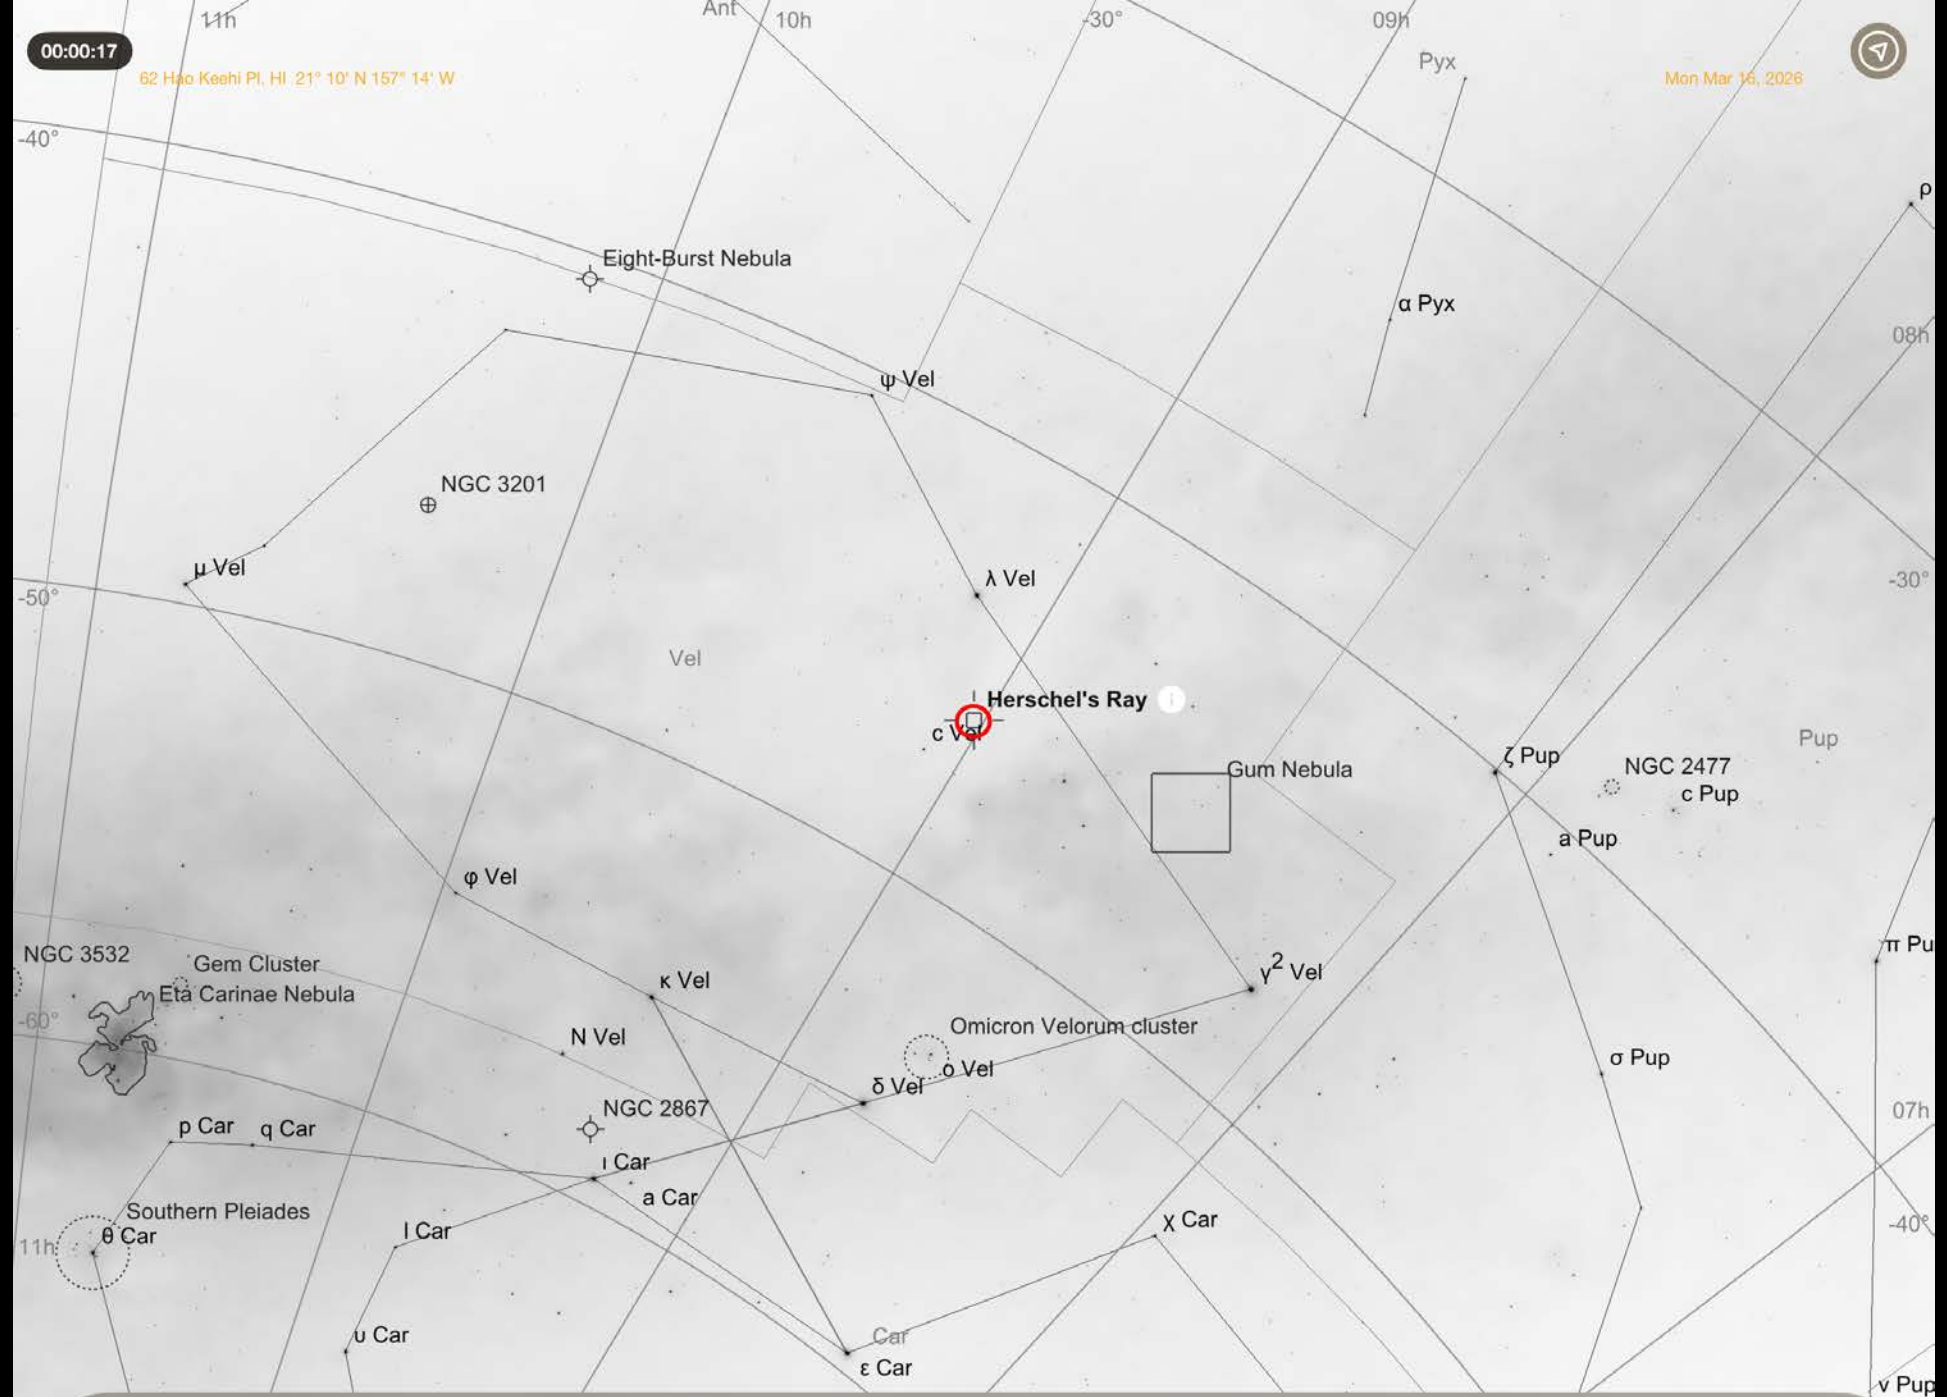 11h
Ant
10h
-30°
09h
00:00:17
Pyx
62 Hao Keehi Pl, HI 21° 10' N 157° 14' W
Mon Mar 16, 2026
-40°
ρ
Eight-Burst Nebula
α Pyx
08h
ψ Vel
NGC 3201
μ Vel
λ Vel
-30°
-50°
Vel
Herschel's Ray
i
c Vel
Pup
ζ Pup
Gum Nebula
NGC 2477
c Pup
a Pup
φ Vel
NGC 3532
Gem Cluster
π Pu
κ Vel
γ2 Vel
Eta Carinae Nebula
-60°
N Vel
Omicron Velorum cluster
ο Vel
σ Pup
δ Vel
NGC 2867
07h
p Car
q Car
ι Car
a Car
Southern Pleiades
θ Car
l Car
χ Car
-40°
11h
υ Car
Car
ε Car
ν Pup